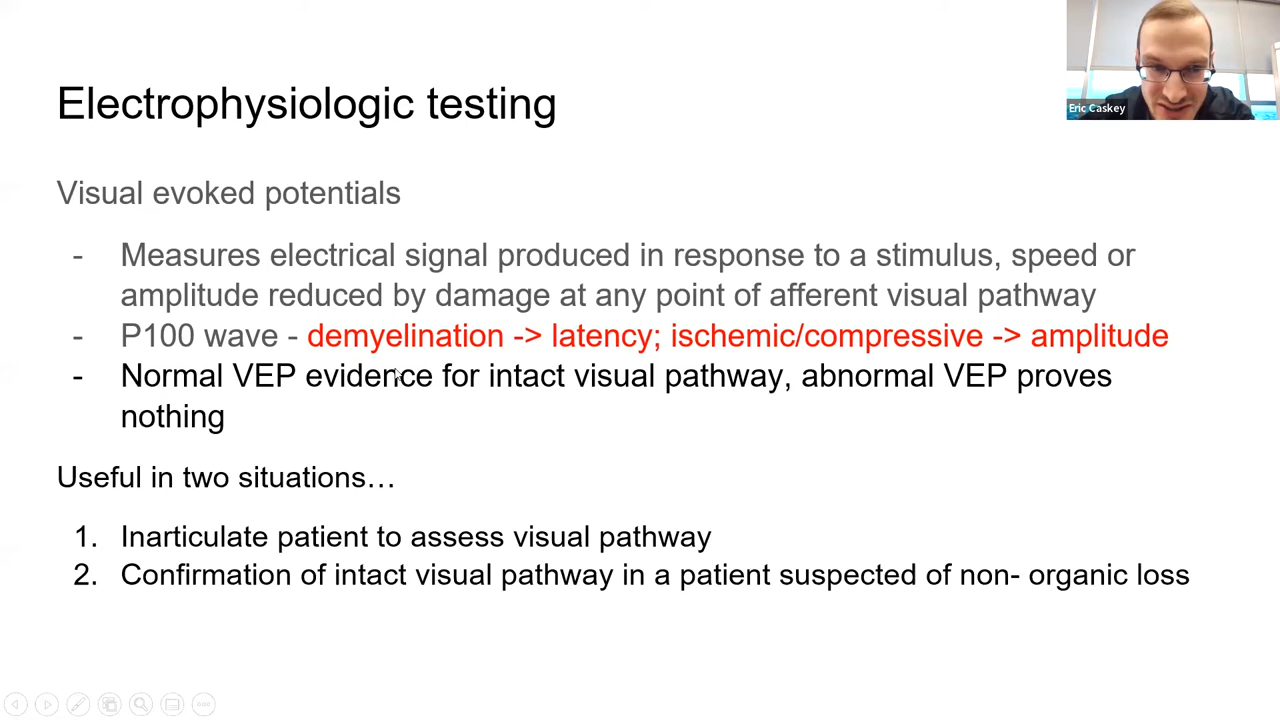 Electrophysiologic testing
Eric Caskey
Visual evoked potentials
- Measures electrical signal produced in response to a stimulus, speed or
amplitude reduced by damage at any point of afferent visual pathway
- P100 wave - demyelination -> latency; ischemic/compressive -> amplitude
- Normal VEP evidence for intact visual pathway, abnormal VEP proves
nothing
Useful in two situations…
1. Inarticulate patient to assess visual pathway
2. Confirmation of intact visual pathway in a patient suspected of non- organic loss